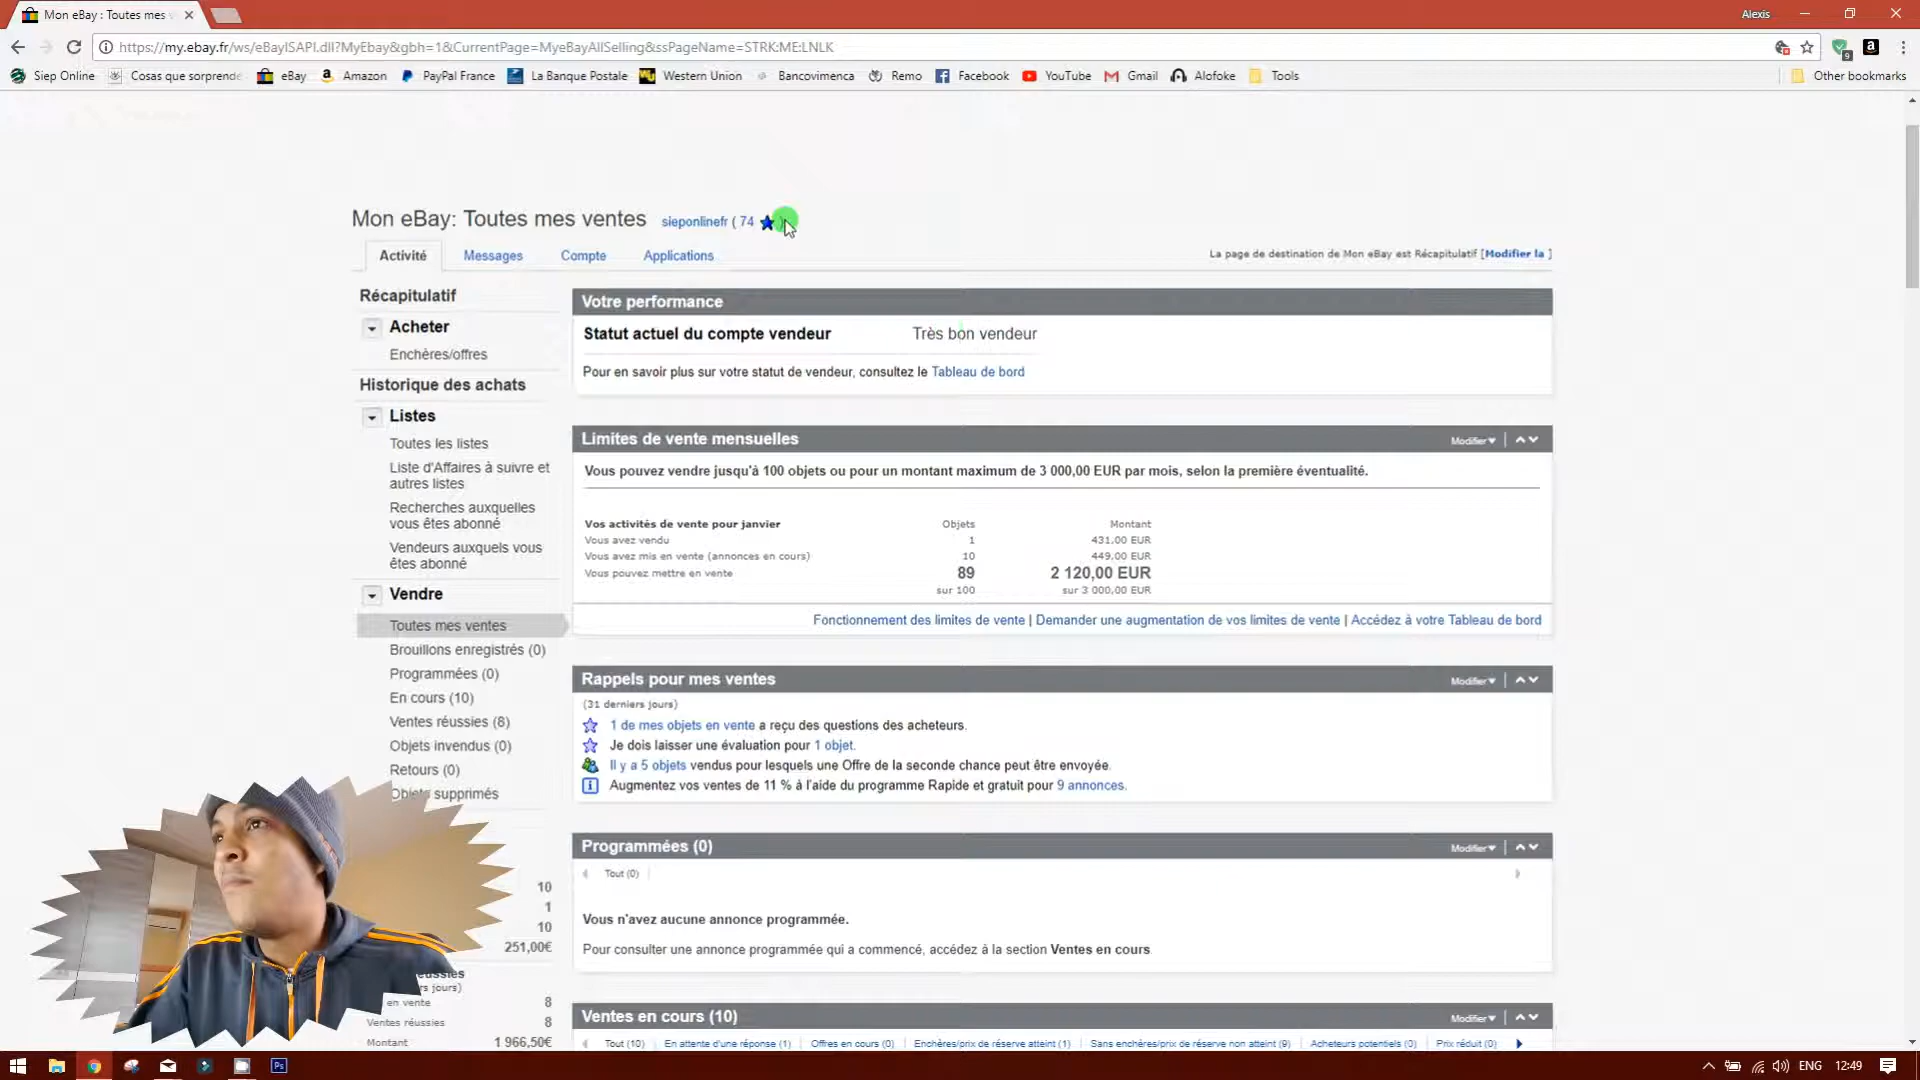 Mon eBay : Toutes mes
Alexis
https://my.ebay.fr/ws/eBayISAPI.dll?MyEbay&gbh=1&CurrentPage=MyeBayAllSelling&ssPageName=STRK:ME:LNLK
9
Siep Online Cosas que sorprende eBay Amazon PayPal France La Banque Postale Western Union Bancovimenca Remo Facebook YouTube Gmail Alofoke Tools Other bookmarks
Mon eBay: Toutes mes ventes sieponlinefr ( 74 )
Activité Messages Compte Applications La page de destination de Mon eBay est Récapitulatif [Modifier la ]
Récapitulatif
Acheter
Enchères/offres
Historique des achats
Listes
Toutes les listes
Liste d'Affaires à suivre et
autres listes
Recherches auxquelles
vous êtes abonné
Vendeurs auxquels vous
êtes abonné
Vendre
Toutes mes ventes
Brouillons enregistrés (0)
Programmées (0)
En cours (10)
Ventes réussies (8)
Objets invendus (0)
Retours (0)
Objets supprimés
10
1
10
251,00€
jours)
en vente 8
Ventes réussies 8
Montant 1 966,50€
Votre performance
Statut actuel du compte vendeur Très bon vendeur
Pour en savoir plus sur votre statut de vendeur, consultez le Tableau de bord
Limites de vente mensuelles Modifier
Vous pouvez vendre jusqu'à 100 objets ou pour un montant maximum de 3 000,00 EUR par mois, selon la première éventualité.
Vos activités de vente pour janvier Objets Montant
Vous avez vendu 1 431,00 EUR
Vous avez mis en vente (annonces en cours) 10 449,00 EUR
Vous pouvez mettre en vente 89 2 120,00 EUR
sur 100 sur 3 000,00 EUR
Fonctionnement des limites de vente | Demander une augmentation de vos limites de vente | Accédez à votre Tableau de bord
Rappels pour mes ventes Modifier
(31 derniers jours)
1 de mes objets en vente a reçu des questions des acheteurs.
Je dois laisser une évaluation pour 1 objet.
Il y a 5 objets vendus pour lesquels une Offre de la seconde chance peut être envoyée.
Augmentez vos ventes de 11 % à l'aide du programme Rapide et gratuit pour 9 annonces.
Programmées (0) Modifier
Tout (0)
Vous n'avez aucune annonce programmée.
Pour consulter une annonce programmée qui a commencé, accédez à la section Ventes en cours
Ventes en cours (10) Modifier
Tout (10) En attente d'une réponse (1) Offres en cours (0) Enchères/prix de réserve atteint (1) Sans enchères/prix de réserve non atteint (9) Acheteurs potentiels (0) Prix réduit (0)
Ps
ENG 12:49